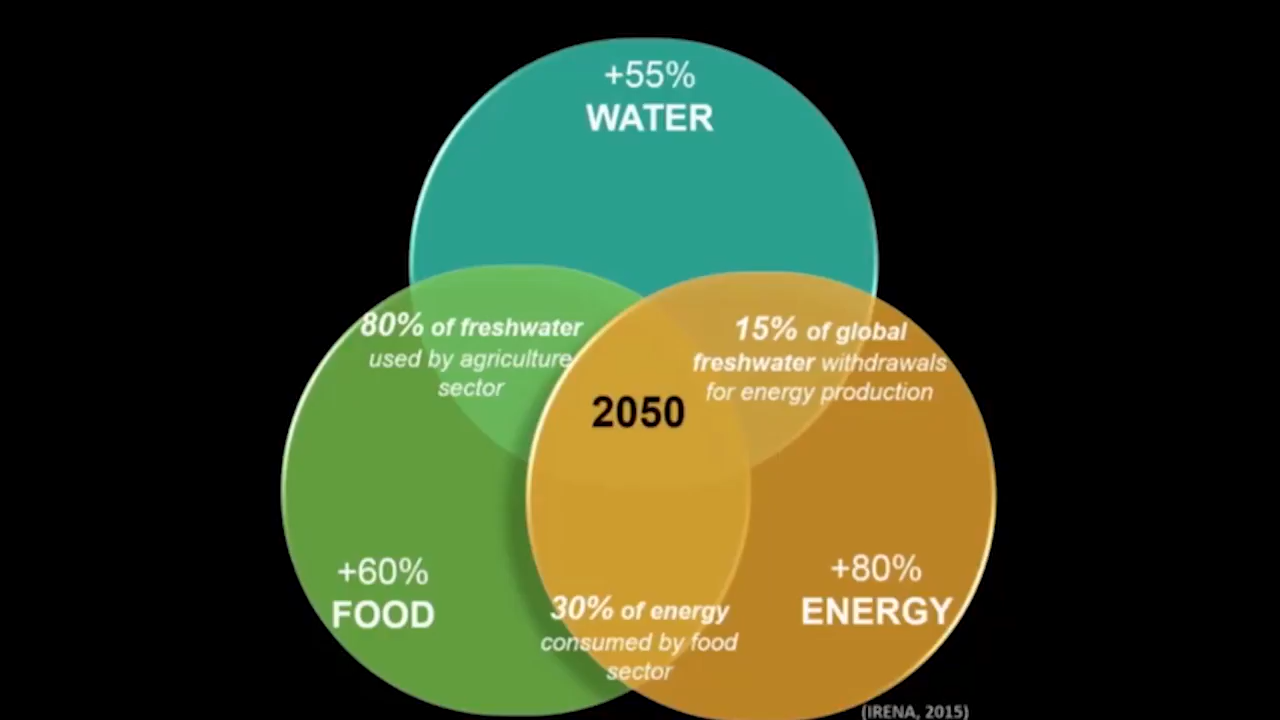 +55%
WATER
80% of freshwater
used by agriculture
sector
15% of global
freshwater withdrawals
for energy production
2050
+60%
FOOD
+80%
ENERGY
30% of energy
consumed by food
sector
(IRENA, 2015)